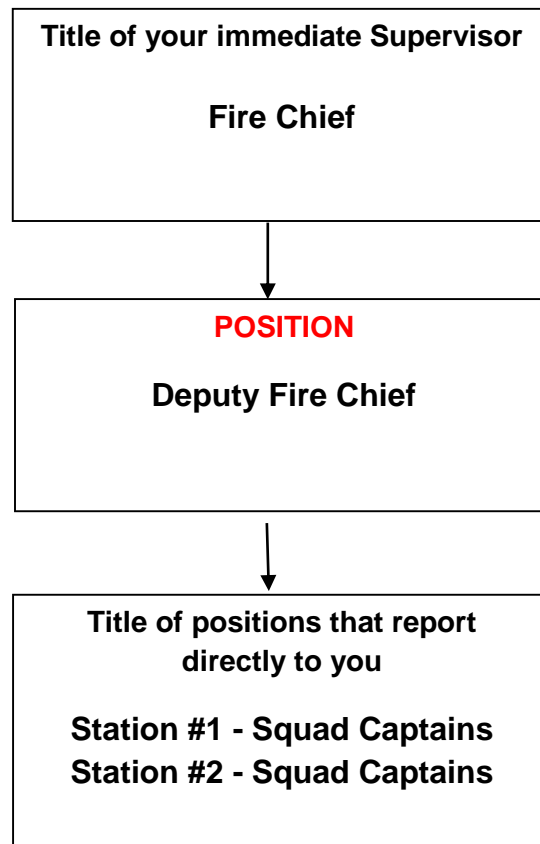 Title of your immediate Supervisor
Fire Chief
POSITION
Deputy Fire Chief
Title of positions that report
directly to you
Station #1 - Squad Captains
Station #2 - Squad Captains